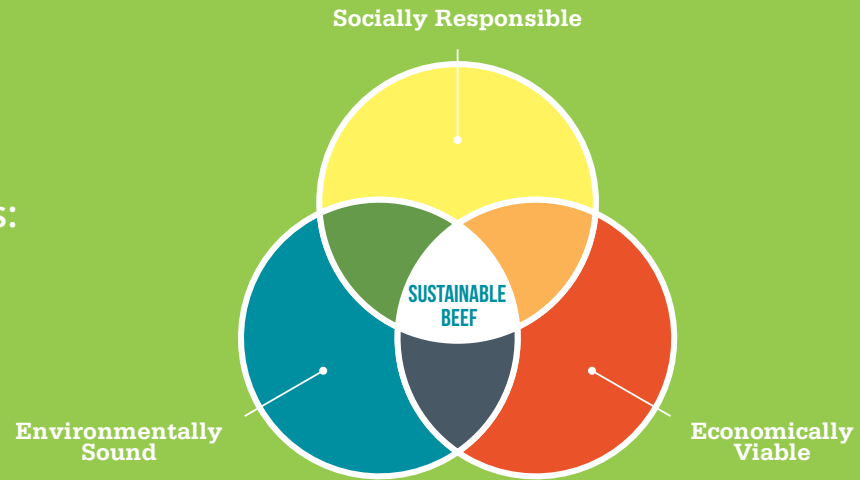 Socially Responsible
s:
SUSTAINABLE
BEEF
Environmentally
Sound
Economically
Viable